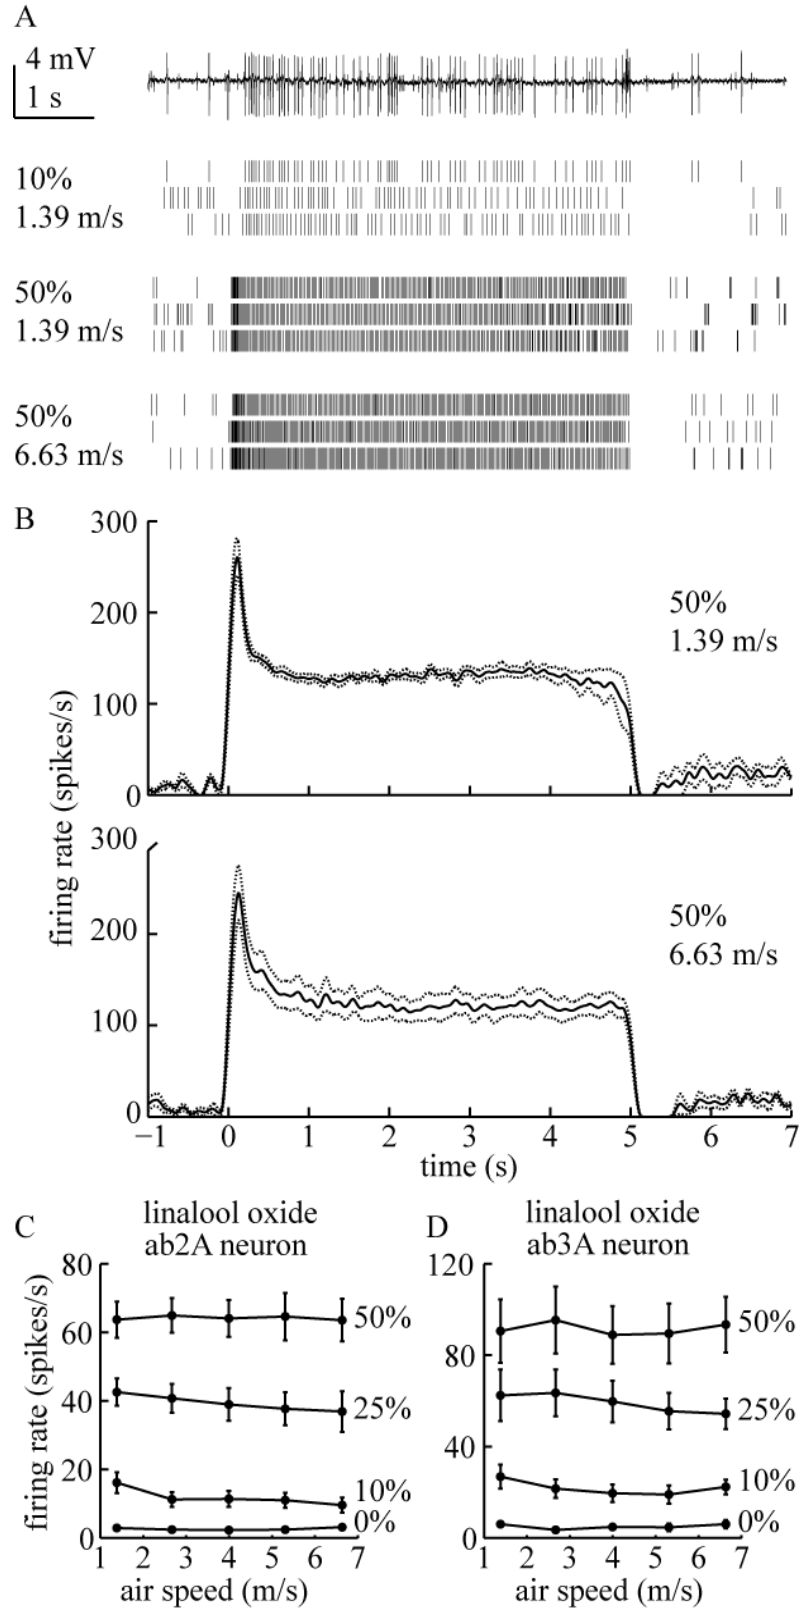 A
4 mV
1 s
10%
1.39 m/s
50%
1.39 m/s
50%
6.63 m/s
B
300
200
100
0
50%
1.39 m/s
firing rate (spikes/s)
300
200
100
0
50%
6.63 m/s
−1 0 1 2 3 4 5 6 7
time (s)
C
linalool oxide
ab2A neuron
80
60
40
20
0
firing rate (spikes/s)
50%
25%
10%
0%
1 2 3 4 5 6 7
air speed (m/s)
D
linalool oxide
ab3A neuron
120
80
40
0
50%
25%
10%
0%
1 2 3 4 5 6 7
air speed (m/s)